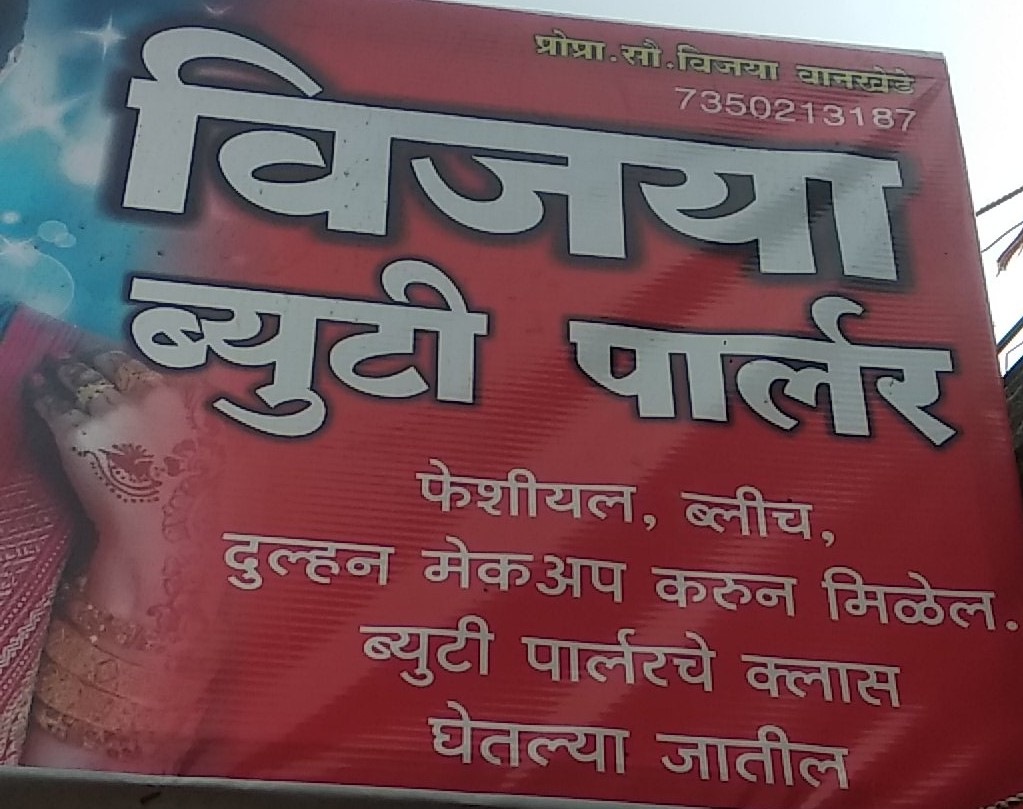 प्रोप्रा.सौ.विजया वानखेडे
7350213187
विजया
ब्युटी पार्लर
फेशीयल, ब्लीच,
दुल्हन मेकअप करुन मिळेल.
ब्युटी पार्लरचे क्लास
घेतल्या जातील